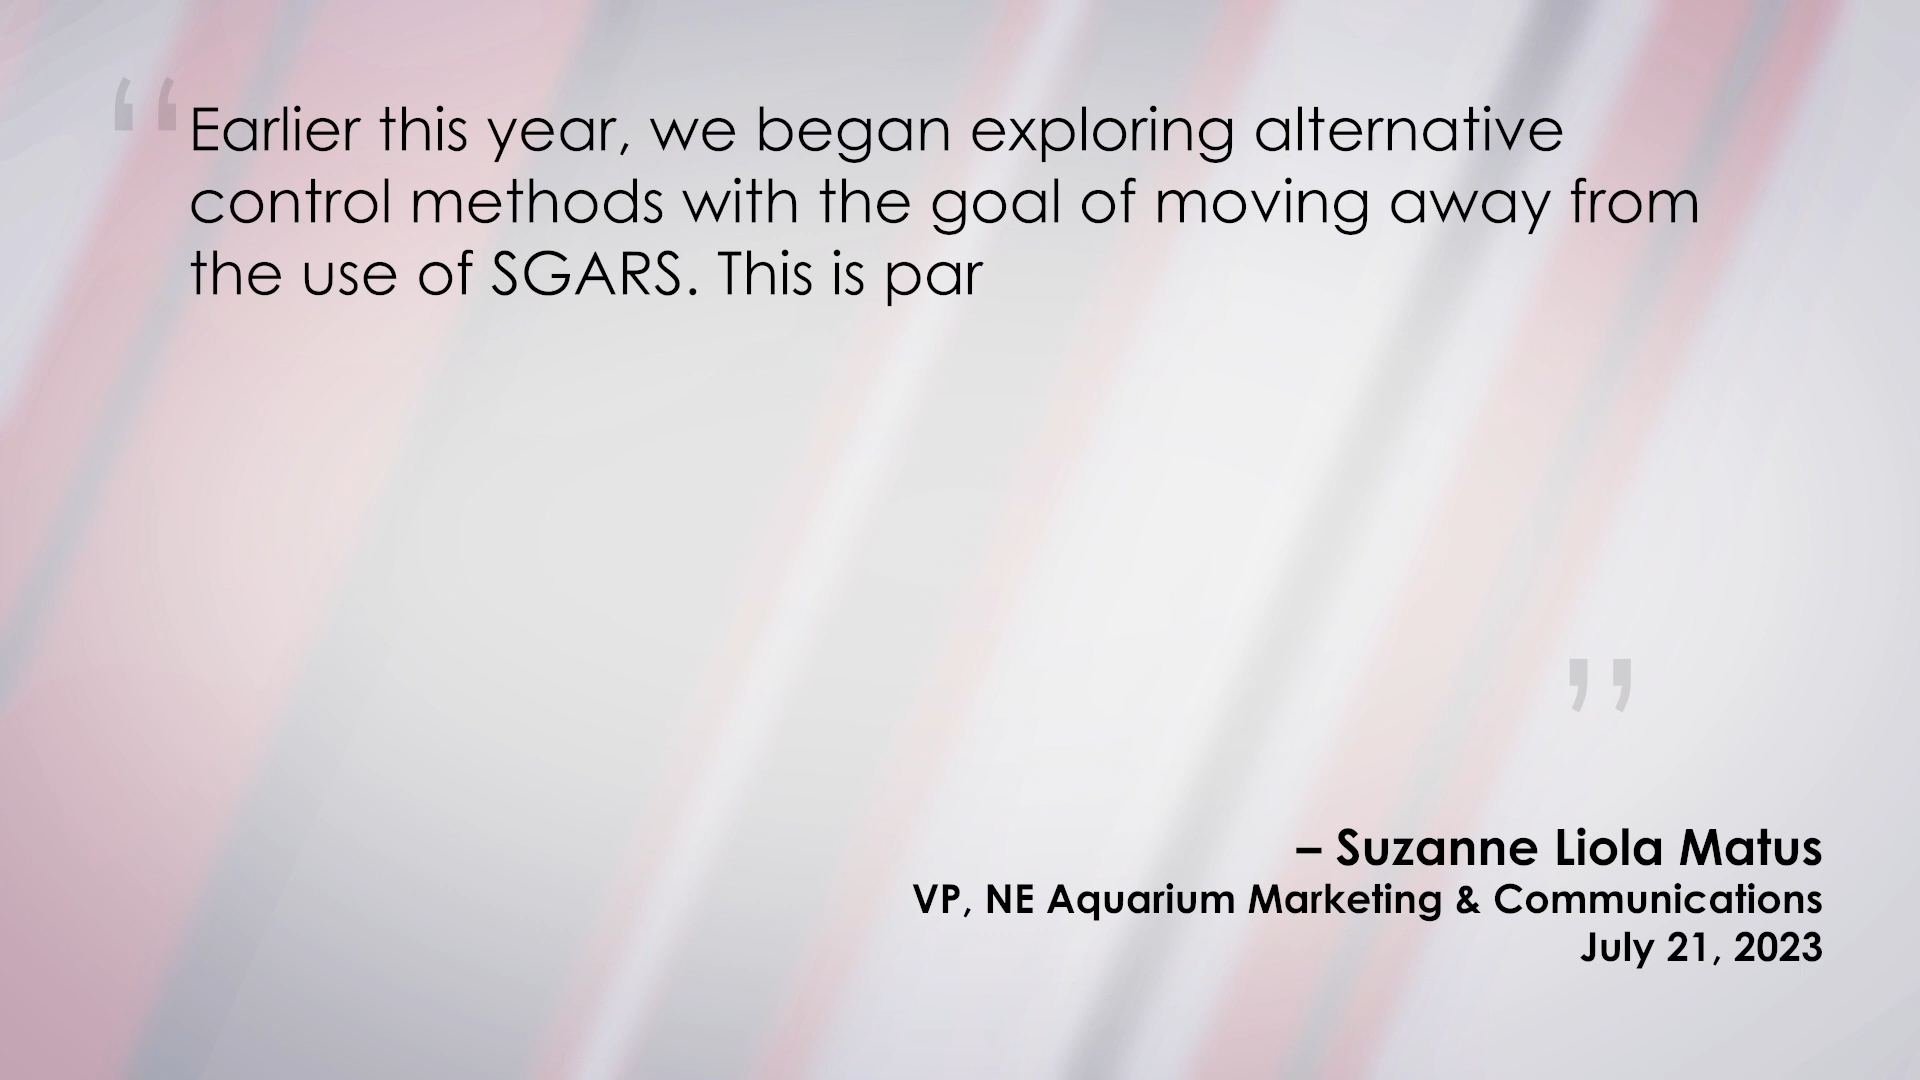 “Earlier this year, we began exploring alternative
control methods with the goal of moving away from
the use of SGARS. This is par
”
– Suzanne Liola Matus
VP, NE Aquarium Marketing & Communications
July 21, 2023